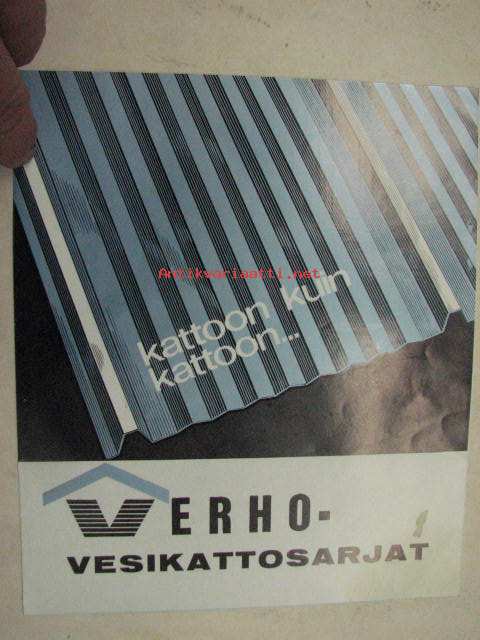 Antikvariaatti.net
kattoon kuin
kattoon...
VERHO-
VESIKATTOSARJAT